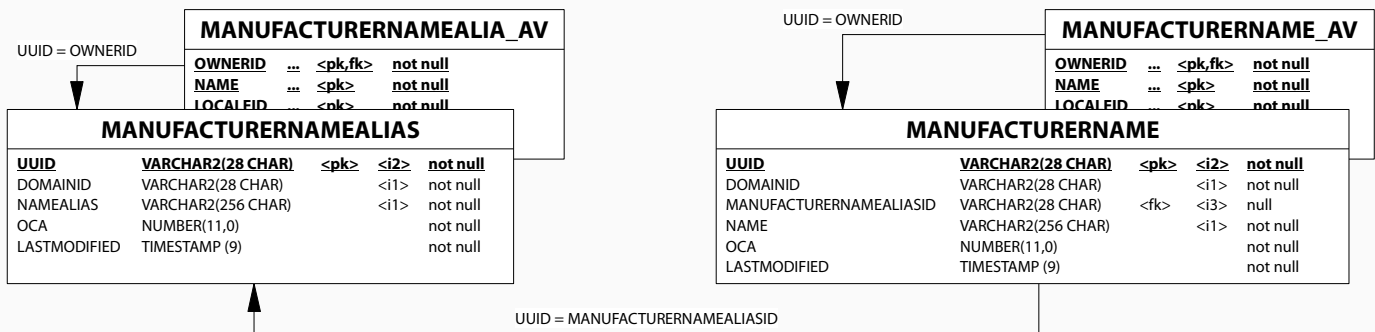 UUID = OWNERID
MANUFACTURERNAMEALIA_AV
OWNERID ... <pk,fk> not null
NAME ... <pk> not null
LOCALEID ... <pk> not null
MANUFACTURERNAMEALIAS
UUID VARCHAR2(28 CHAR) <pk> <i2> not null
DOMAINID VARCHAR2(28 CHAR) <i1> not null
NAMEALIAS VARCHAR2(256 CHAR) <i1> not null
OCA NUMBER(11,0) not null
LASTMODIFIED TIMESTAMP (9) not null
UUID = OWNERID
MANUFACTURERNAME_AV
OWNERID ... <pk,fk> not null
NAME ... <pk> not null
LOCALEID ... <pk> not null
MANUFACTURERNAME
UUID VARCHAR2(28 CHAR) <pk> <i2> not null
DOMAINID VARCHAR2(28 CHAR) <i1> not null
MANUFACTURERNAMEALIASID VARCHAR2(28 CHAR) <fk> <i3> null
NAME VARCHAR2(256 CHAR) <i1> not null
OCA NUMBER(11,0) not null
LASTMODIFIED TIMESTAMP (9) not null
UUID = MANUFACTURERNAMEALIASID